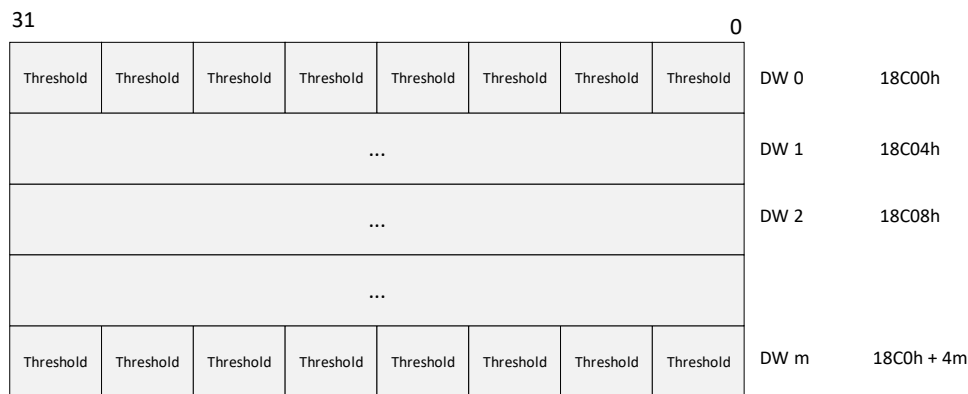 31 0
Threshold Threshold Threshold Threshold Threshold Threshold Threshold Threshold DW 0 18C00h
... DW 1 18C04h
... DW 2 18C08h
...
Threshold Threshold Threshold Threshold Threshold Threshold Threshold Threshold DW m 18C0h + 4m